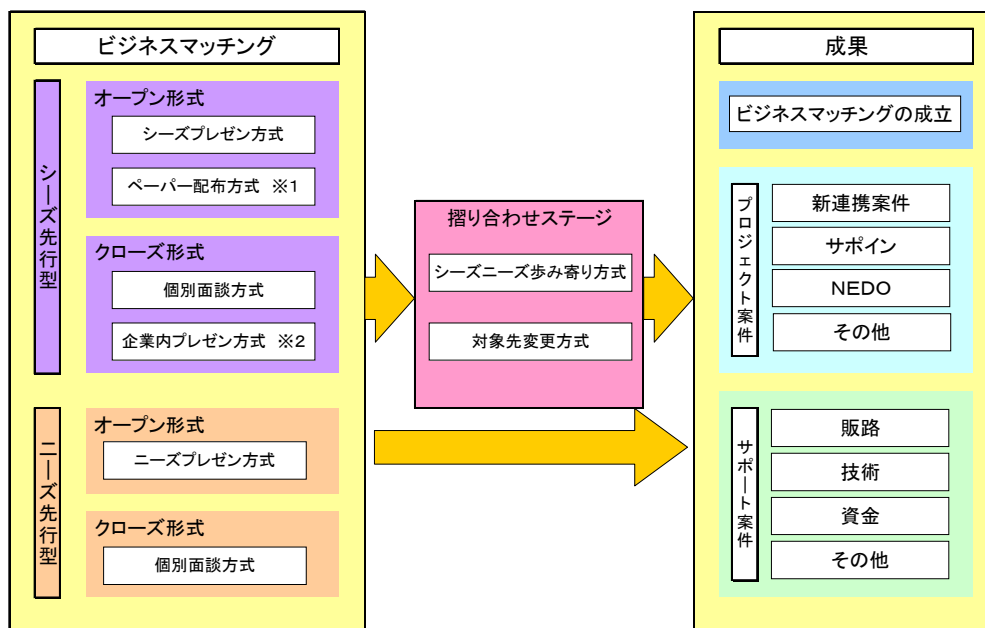 ビジネスマッチング
シーズ先行型
オープン形式
シーズプレゼン方式
ペーパー配布方式 ※1
クローズ形式
個別面談方式
企業内プレゼン方式 ※2
ニーズ先行型
オープン形式
ニーズプレゼン方式
クローズ形式
個別面談方式
摺り合わせステージ
シーズニーズ歩み寄り方式
対象先変更方式
成果
ビジネスマッチングの成立
プロジェクト案件
新連携案件
サポイン
NEDO
その他
サポート案件
販路
技術
資金
その他